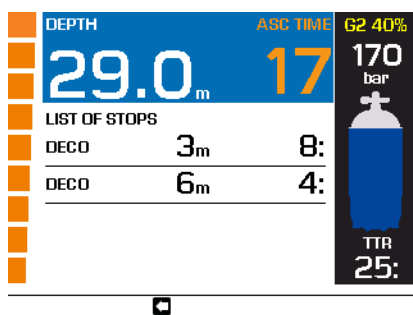 DEPTH ASC TIME G2 40%
29.0m 17 170
bar
LIST OF STOPS
DECO 3m 8:
DECO 6m 4:
TTR
25: